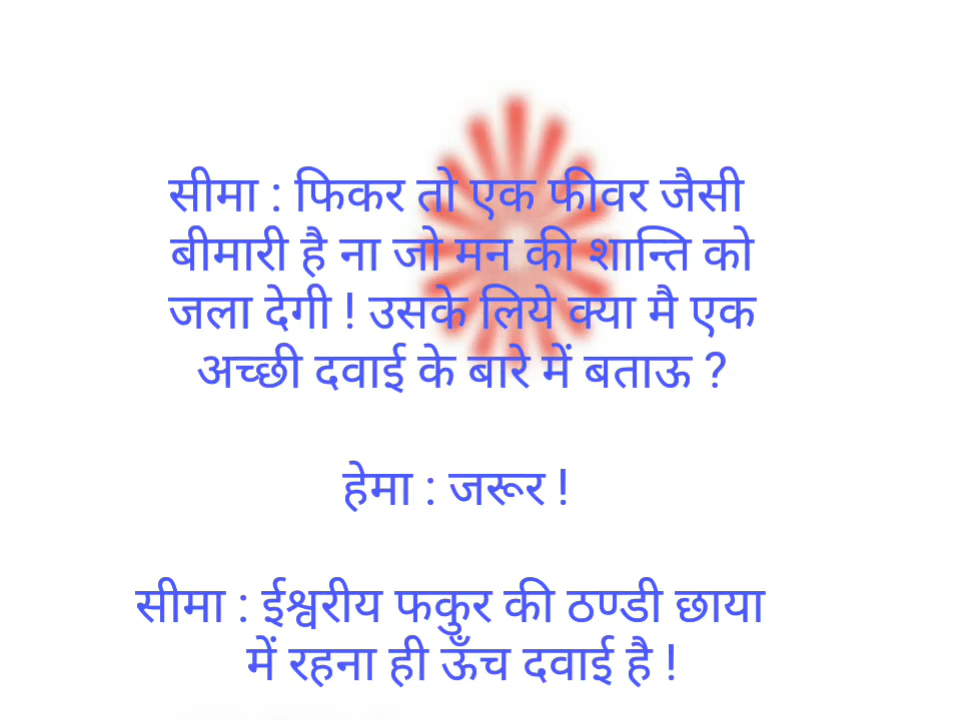 सीमा : फिकर तो एक फीवर जैसी
बीमारी है ना जो मन की शान्ति को
जला देगी ! उसके लिये क्या मै एक
अच्छी दवाई के बारे में बताऊ ?
हेमा : जरूर !
सीमा : ईश्वरीय फकुर की ठण्डी छाया
में रहना ही ऊँच दवाई है !